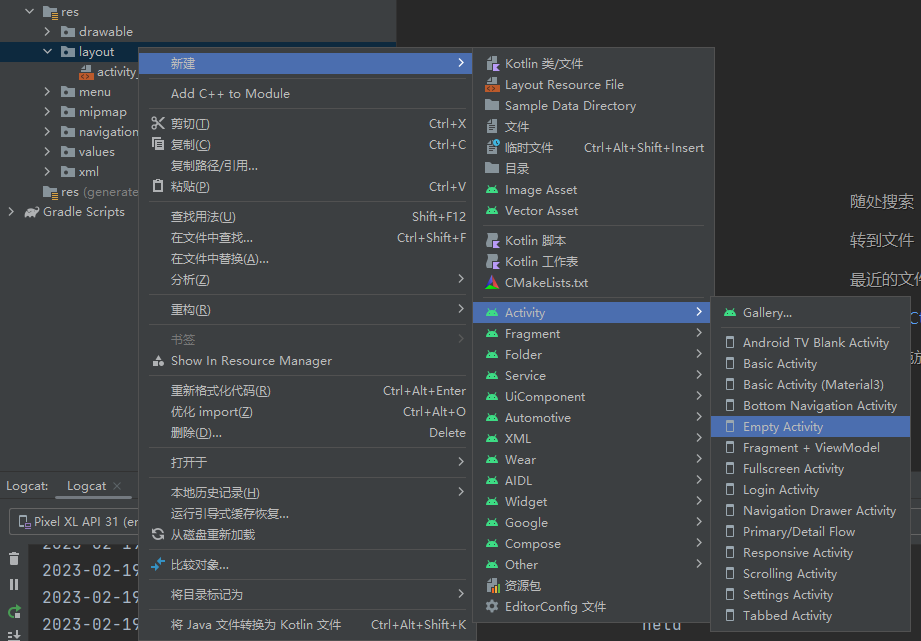 res
drawable
layout
activity_
menu
mipmap
navigation
values
xml
res (generate
Gradle Scripts
新建
Add C++ to Module
剪切(T) Ctrl+X
复制(C) Ctrl+C
复制路径/引用...
粘贴(P) Ctrl+V
查找用法(U) Shift+F12
在文件中查找... Ctrl+Shift+F
在文件中替换(A)...
分析(Z)
重构(R)
书签
Show In Resource Manager
重新格式化代码(R) Ctrl+Alt+Enter
优化 import(Z) Ctrl+Alt+O
删除(D)... Delete
打开于
本地历史记录(H)
运行引导式缓存恢复...
从磁盘重新加载
比较对象...
将目录标记为
将 Java 文件转换为 Kotlin 文件 Ctrl+Alt+Shift+K
Kotlin 类/文件
Layout Resource File
Sample Data Directory
文件
临时文件 Ctrl+Alt+Shift+Insert
目录
Image Asset
Vector Asset
Kotlin 脚本
Kotlin 工作表
CMakeLists.txt
Activity
Fragment
Folder
Service
UiComponent
Automotive
XML
Wear
AIDL
Widget
Google
Compose
Other
资源包
EditorConfig 文件
Gallery...
Android TV Blank Activity
Basic Activity
Basic Activity (Material3)
Bottom Navigation Activity
Empty Activity
Fragment + ViewModel
Fullscreen Activity
Login Activity
Navigation Drawer Activity
Primary/Detail Flow
Responsive Activity
Scrolling Activity
Settings Activity
Tabbed Activity
随处搜索
转到文件
最近的文件
Logcat: Logcat
Pixel XL API 31 (en
2023-02-19
2023-02-19
2023-02-19
2023-02-19